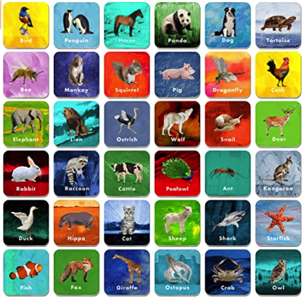 Bird
Penguin
Horse
Panda
Dog
Tortoise
Bee
Monkey
Squirrel
Pig
Dragonfly
Cock
Elephant
Lion
Ostrich
Wolf
Snail
Deer
Rabbit
Raccoon
Cattle
Peafowl
Ant
Kangaroo
Duck
Hippo
Cat
Sheep
Shark
Starfish
Fish
Fox
Giraffe
Octopus
Crab
Owl